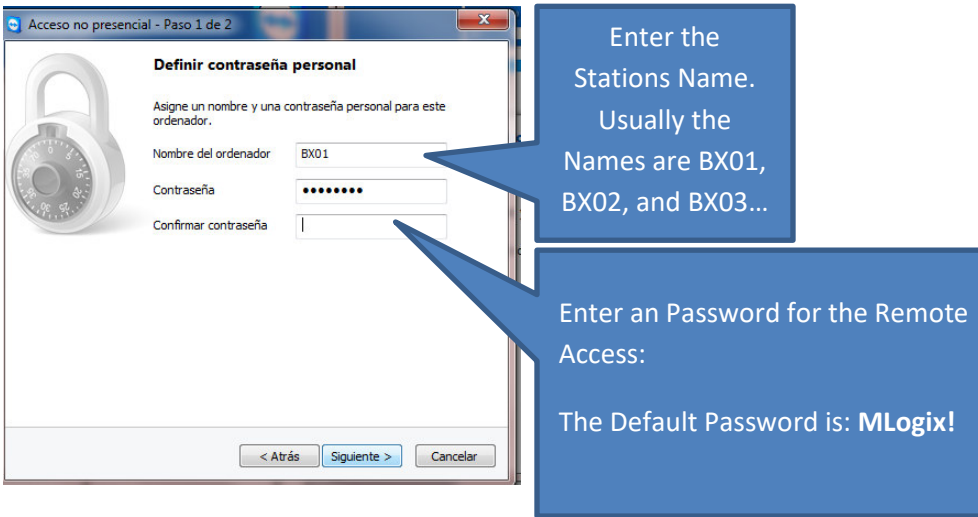 Acceso no presencial - Paso 1 de 2
Definir contraseña personal
Asigne un nombre y una contraseña personal para este
ordenador.
Nombre del ordenador BX01
Contraseña ••••••••
Confirmar contraseña
< Atrás Siguiente > Cancelar
Enter the
Stations Name.
Usually the
Names are BX01,
BX02, and BX03…
Enter an Password for the Remote
Access:
The Default Password is: MLogix!